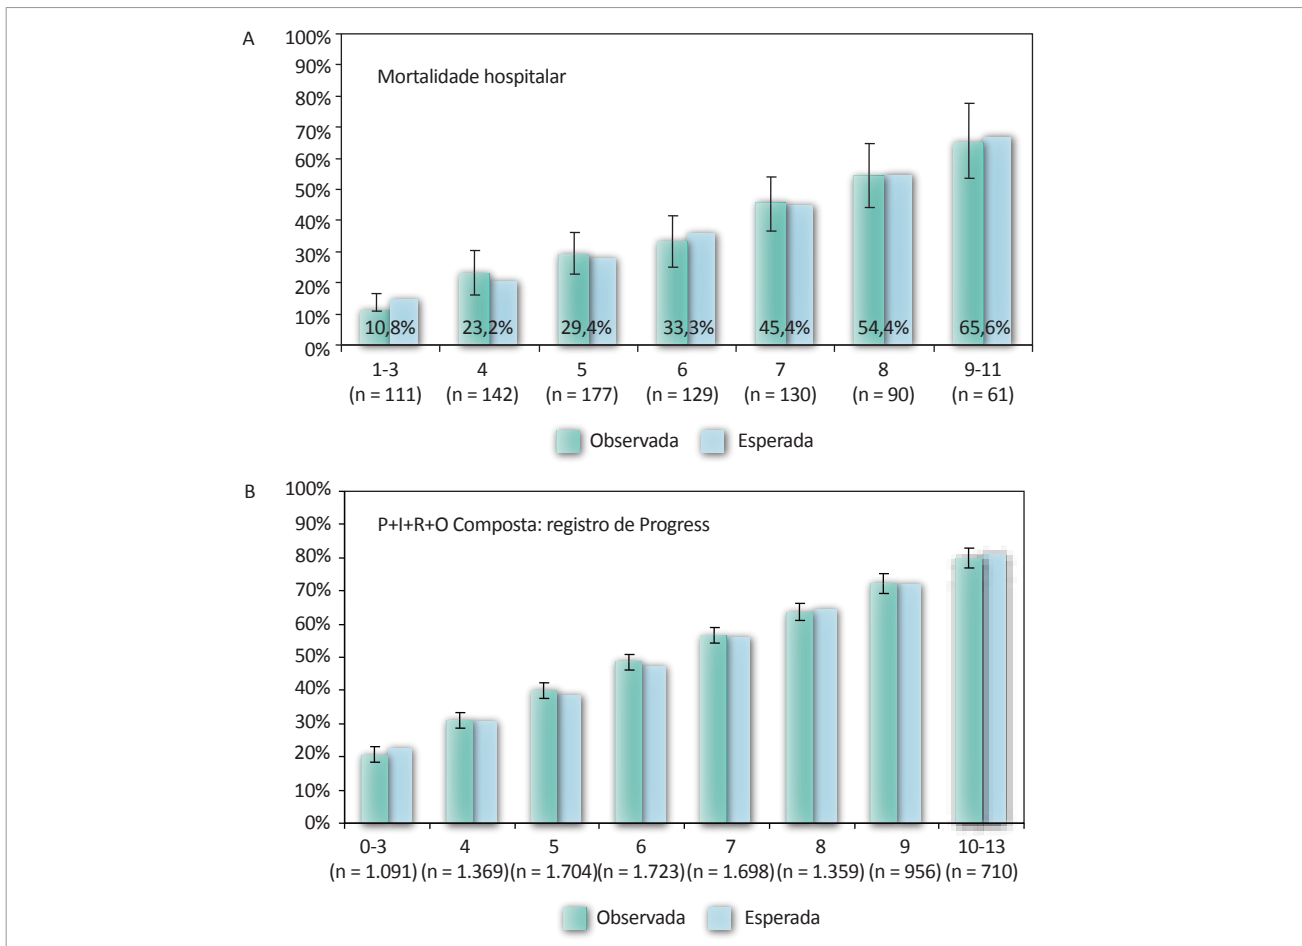 A
100%
90%
80%
70%
60%
50%
40%
30%
20%
10%
0%
Mortalidade hospitalar
10,8% 23,2% 29,4% 33,3% 45,4% 54,4% 65,6%
1-3 4 5 6 7 8 9-11
(n = 111) (n = 142) (n = 177) (n = 129) (n = 130) (n = 90) (n = 61)
Observada Esperada
B
100%
90%
80%
70%
60%
50%
40%
30%
20%
10%
0%
P+I+R+O Composta: registro de Progress
0-3 4 5 6 7 8 9 10-13
(n = 1.091) (n = 1.369) (n = 1.704) (n = 1.723) (n = 1.698) (n = 1.359) (n = 956) (n = 710)
Observada Esperada